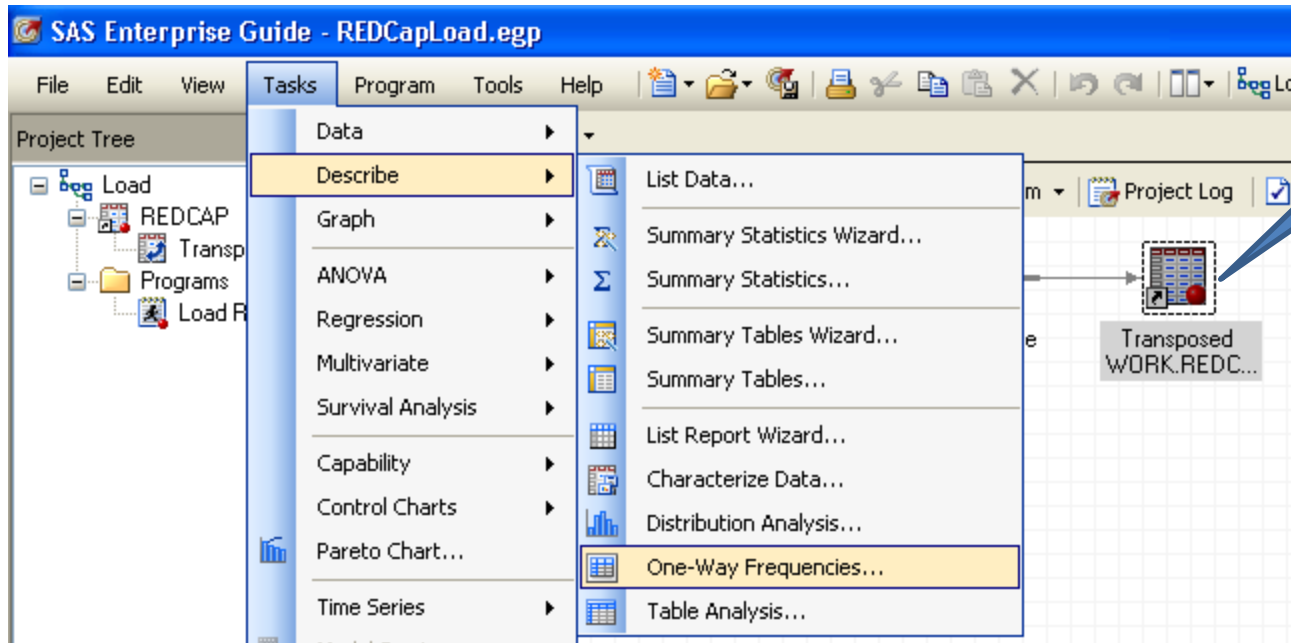 SAS Enterprise Guide - REDCapLoad.egp
File Edit View Tasks Program Tools Help
Project Tree
Load
REDCAP
Transp
Programs
Load R
Data
Describe
Graph
ANOVA
Regression
Multivariate
Survival Analysis
Capability
Control Charts
Pareto Chart...
Time Series
List Data...
Summary Statistics Wizard...
Summary Statistics...
Summary Tables Wizard...
Summary Tables...
List Report Wizard...
Characterize Data...
Distribution Analysis...
One-Way Frequencies...
Table Analysis...
m
Project Log
e
Transposed
WORK.REDC...